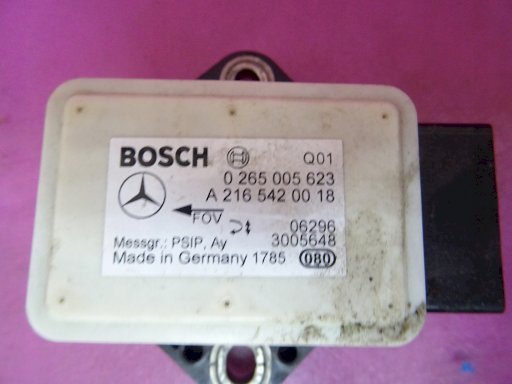 BOSCH Q01
0 265 005 623
A 216 542 00 18
FOV
06296
Messgr.: PSIP, Ay 3005648
Made in Germany 1785 080